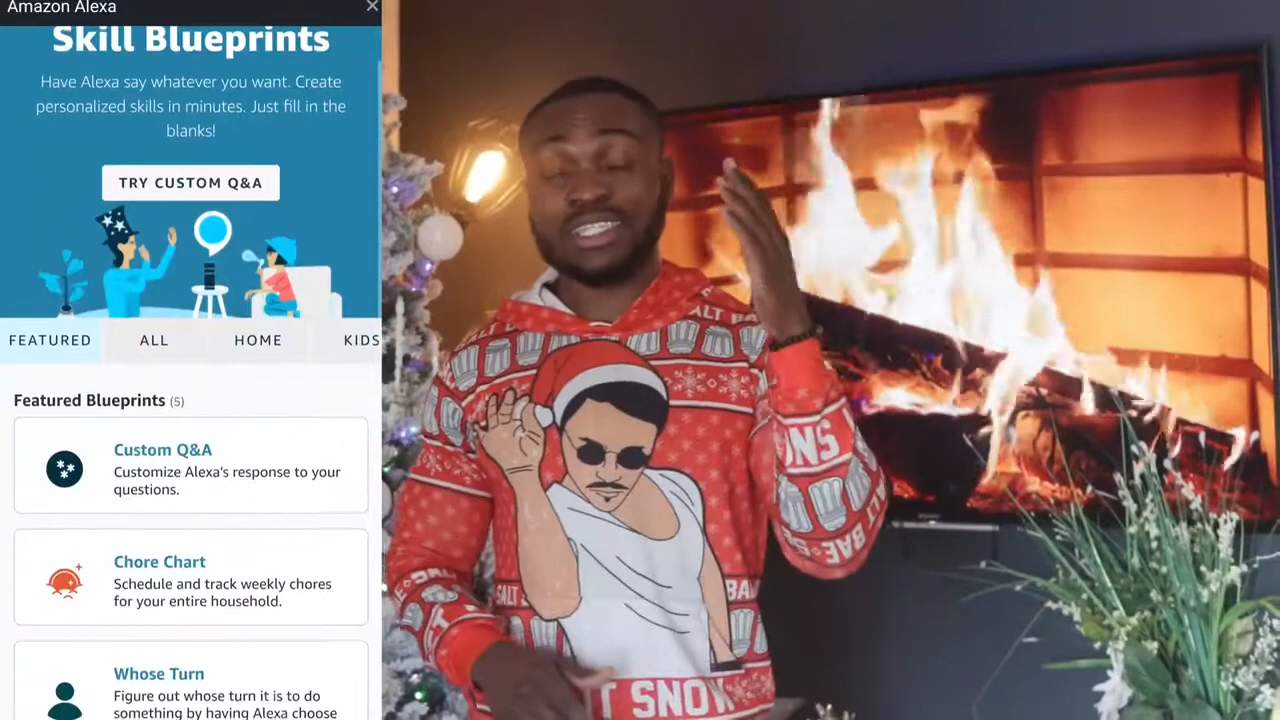 Amazon Alexa
Skill Blueprints
Have Alexa say whatever you want. Create
personalized skills in minutes. Just fill in the
blanks!
TRY CUSTOM Q&A
FEATURED ALL HOME KIDS
Featured Blueprints (5)
Custom Q&A
Customize Alexa's response to your
questions.
Chore Chart
Schedule and track weekly chores
for your entire household.
Whose Turn
Figure out whose turn it is to do
something by having Alexa choose
SALT
T SNOW